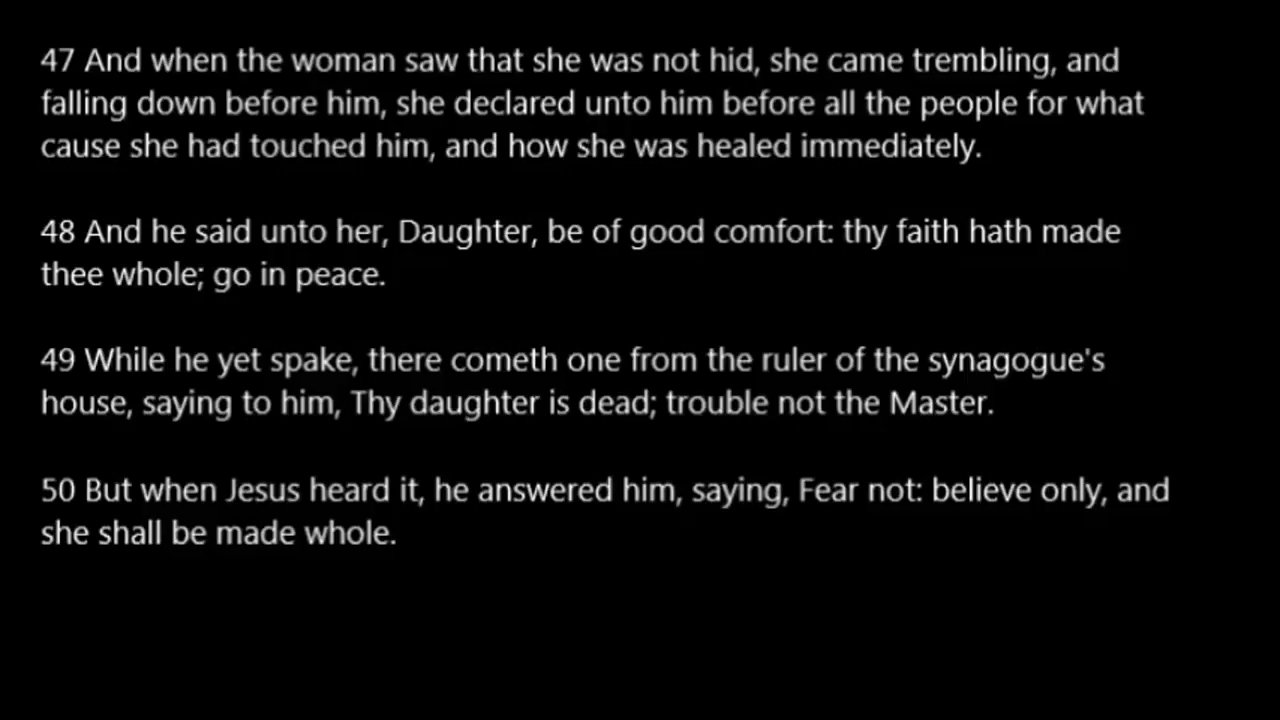 47 And when the woman saw that she was not hid, she came trembling, and
falling down before him, she declared unto him before all the people for what
cause she had touched him, and how she was healed immediately.
48 And he said unto her, Daughter, be of good comfort: thy faith hath made
thee whole; go in peace.
49 While he yet spake, there cometh one from the ruler of the synagogue's
house, saying to him, Thy daughter is dead; trouble not the Master.
50 But when Jesus heard it, he answered him, saying, Fear not: believe only, and
she shall be made whole.